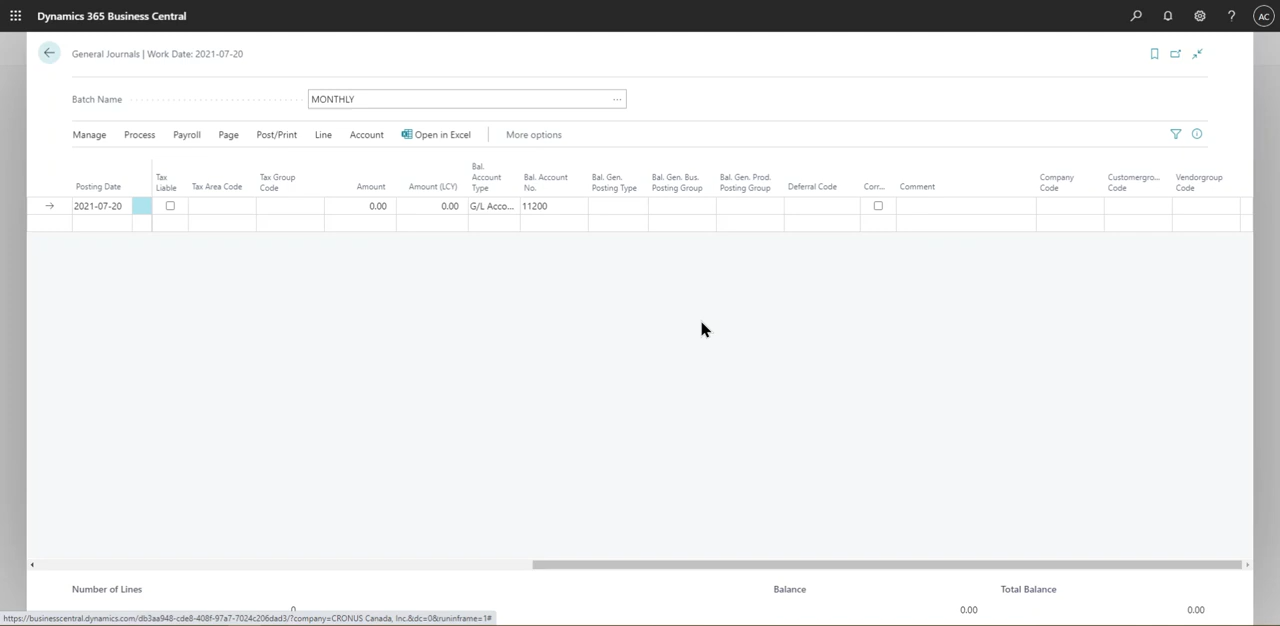 Dynamics 365 Business Central
AC
General Journals | Work Date: 2021-07-20
Batch Name
MONTHLY
Manage Process Payroll Page Post/Print Line Account Open in Excel More options
Posting Date
Tax
Liable
Tax Area Code
Tax Group
Code
Amount
Amount (LCY)
Bal.
Account
Type
Bal. Account
No.
Bal. Gen.
Posting Type
Bal. Gen. Bus.
Posting Group
Bal. Gen. Prod.
Posting Group
Deferral Code
Corr...
Comment
Company
Code
Customergro...
Code
Vendorgroup
Code
2021-07-20 0.00 0.00 G/L Acco... 11200
Number of Lines
0
Balance
0.00
Total Balance
0.00
https://businesscentral.dynamics.com/db3aa948-cde8-408f-97a7-7024c206dad3/?company=CRONUS Canada, Inc.&dc=0&runinframe=1#